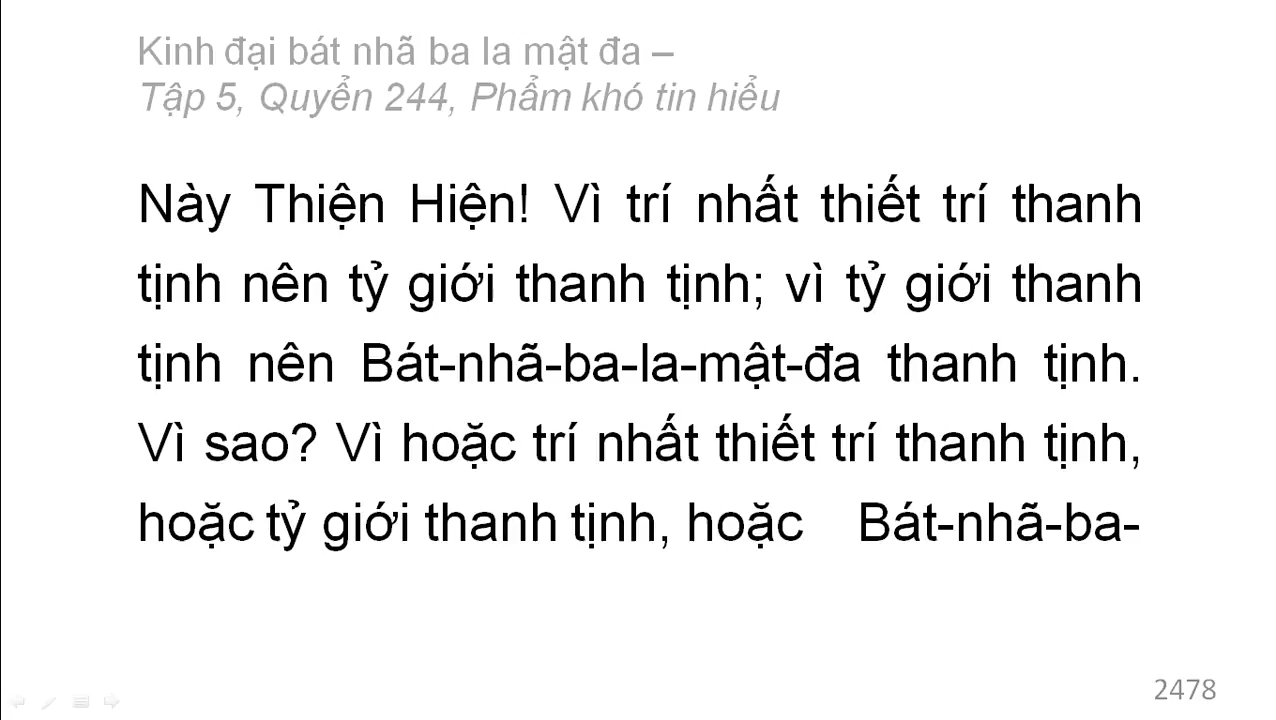 Kinh đại bát nhã ba la mật đa –
Tập 5, Quyển 244, Phẩm khó tin hiểu
Này Thiện Hiện! Vì trí nhất thiết trí thanh
tịnh nên tỷ giới thanh tịnh; vì tỷ giới thanh
tịnh nên Bát-nhã-ba-la-mật-đa thanh tịnh.
Vì sao? Vì hoặc trí nhất thiết trí thanh tịnh,
hoặc tỷ giới thanh tịnh, hoặc Bát-nhã-ba-
2478